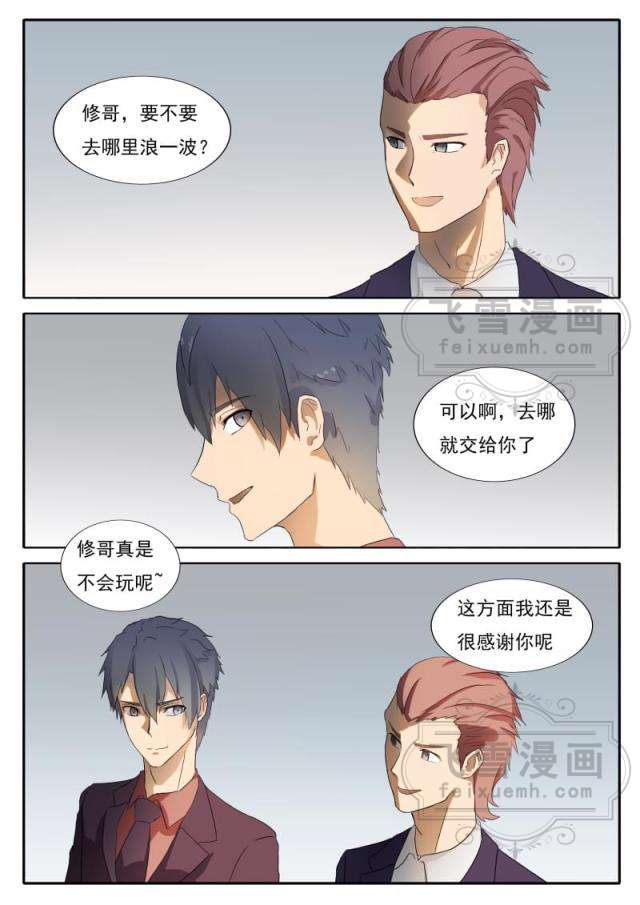 修哥，要不要
去哪里浪一波？
飞雪漫画
feixuemh.com
可以啊，去哪
就交给你了
修哥真是
不会玩呢~
这方面我还是
很感谢你呢
飞雪漫画
feixuemh.com